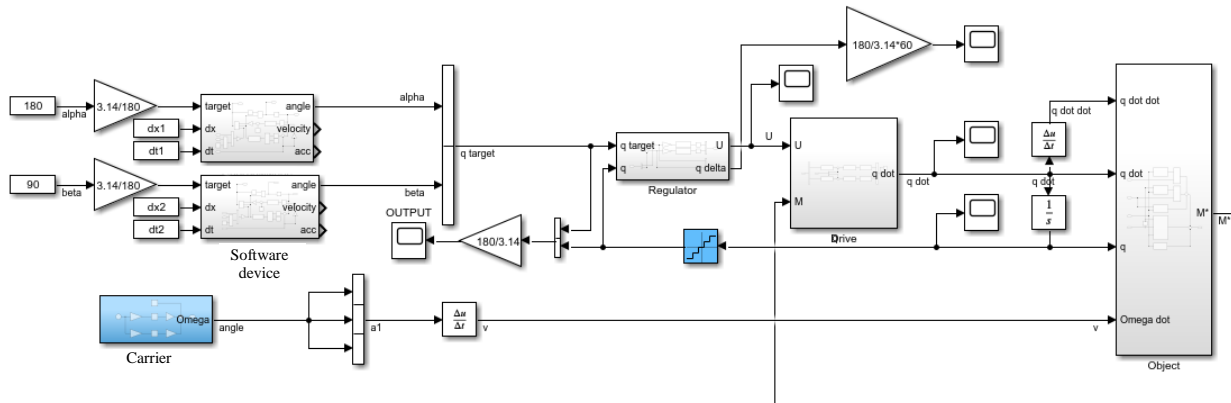 180/3.14*60
180
alpha
3.14/180
target
angle
dx1
dx
velocity
dt1
dt
acc
alpha
90
beta
3.14/180
target
angle
dx2
dx
velocity
dt2
dt
acc
beta
Software
device
q target
OUTPUT
180/3.14
q target
U
q
q delta
Regulator
U
U
q dot
M
Drive
q dot
q dot dot
Δu
Δt
q dot
1
s
q dot dot
q dot
M*
M*
q
Omega dot
Object
Omega
angle
Carrier
a1
Δu
Δt
v
v